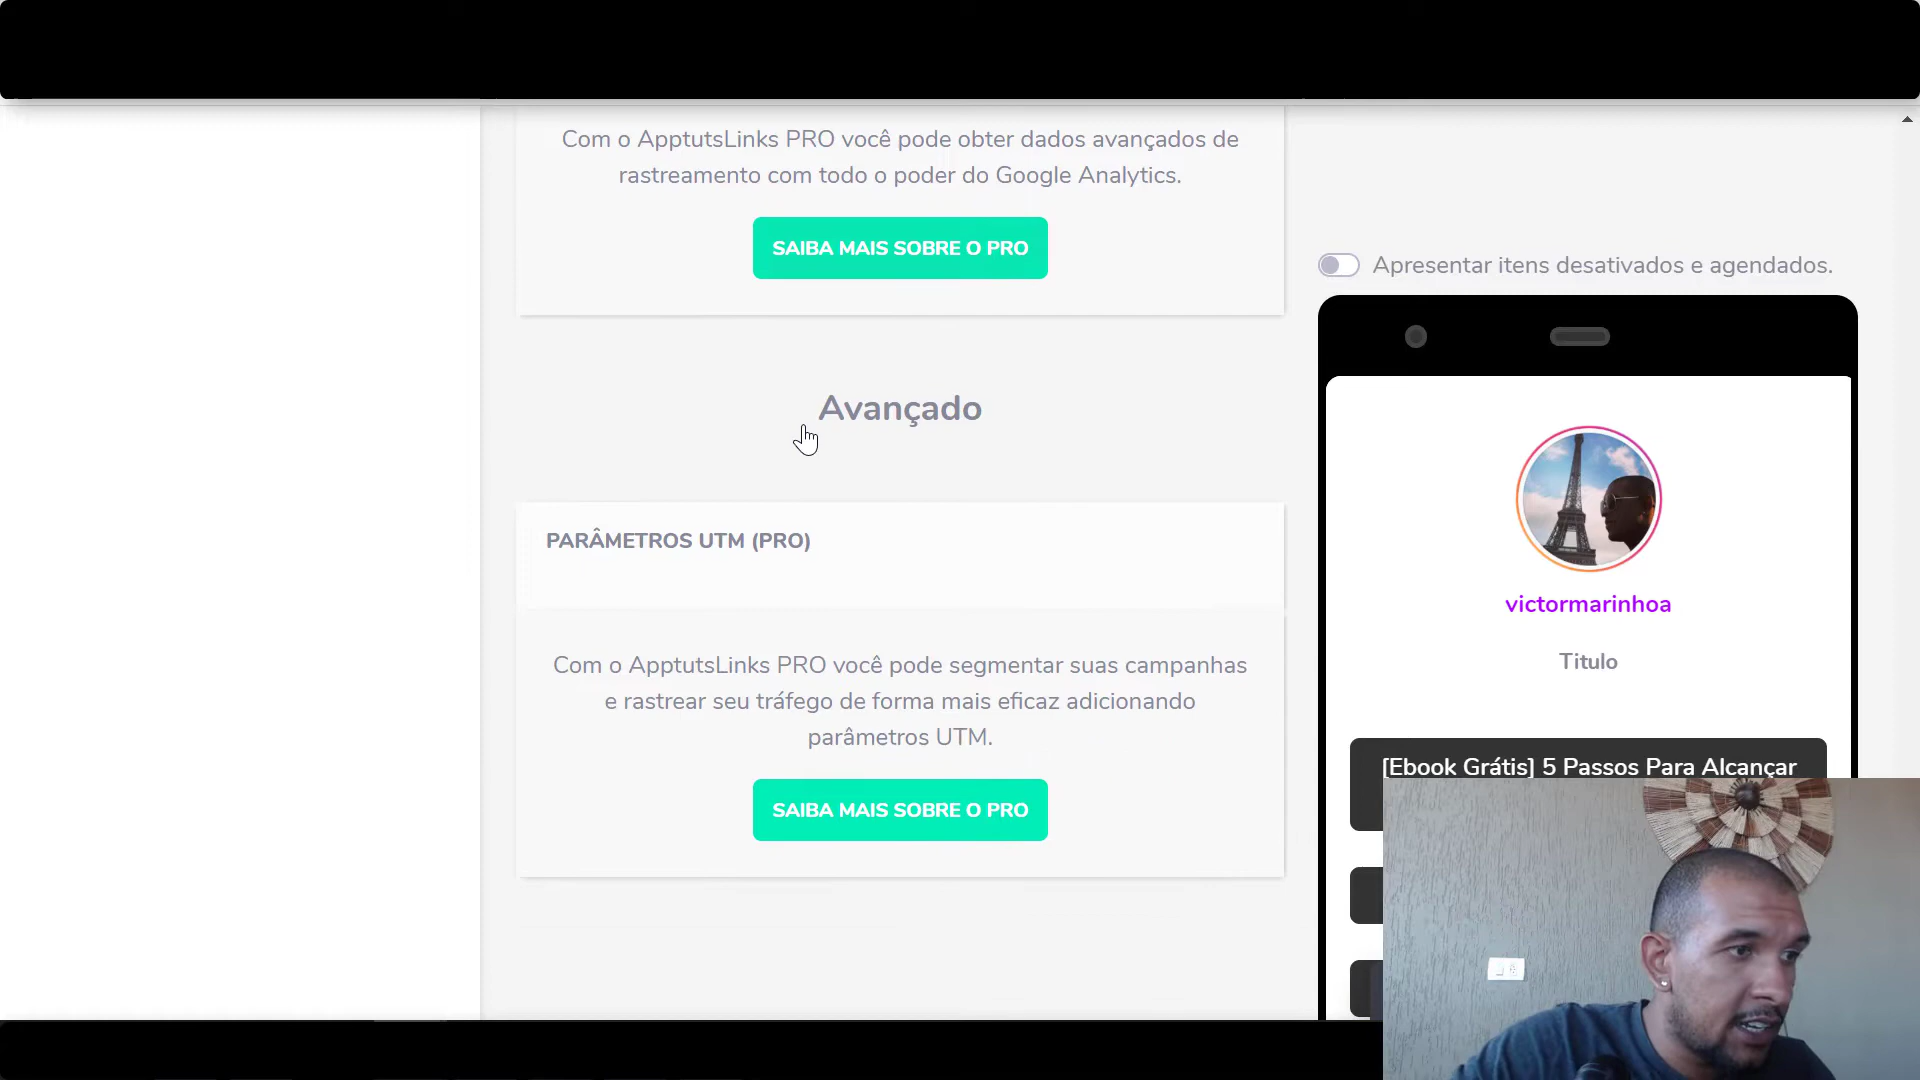 Com o ApptutsLinks PRO você pode obter dados avançados de
rastreamento com todo o poder do Google Analytics.
SAIBA MAIS SOBRE O PRO
Avançado
PARÂMETROS UTM (PRO)
Com o ApptutsLinks PRO você pode segmentar suas campanhas
e rastrear seu tráfego de forma mais eficaz adicionando
parâmetros UTM.
SAIBA MAIS SOBRE O PRO
Apresentar itens desativados e agendados.
victormarinhoa
Titulo
[Ebook Grátis] 5 Passos Para Alcançar